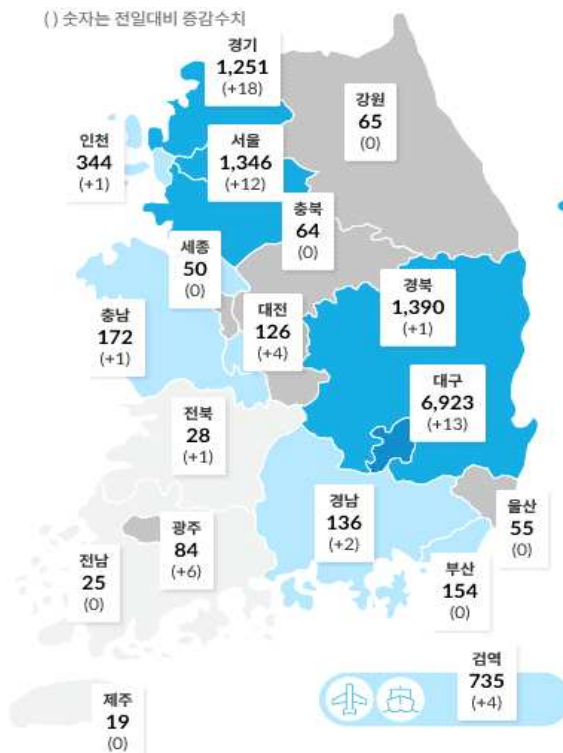 ( ) 숫자는 전일대비 증감수치
경기
1,251
(+18)
강원
65
(0)
인천
344
(+1)
서울
1,346
(+12)
충북
64
(0)
세종
50
(0)
경북
1,390
(+1)
충남
172
(+1)
대전
126
(+4)
대구
6,923
(+13)
전북
28
(+1)
경남
136
(+2)
울산
55
(0)
광주
84
(+6)
전남
25
(0)
부산
154
(0)
검역
735
(+4)
제주
19
(0)